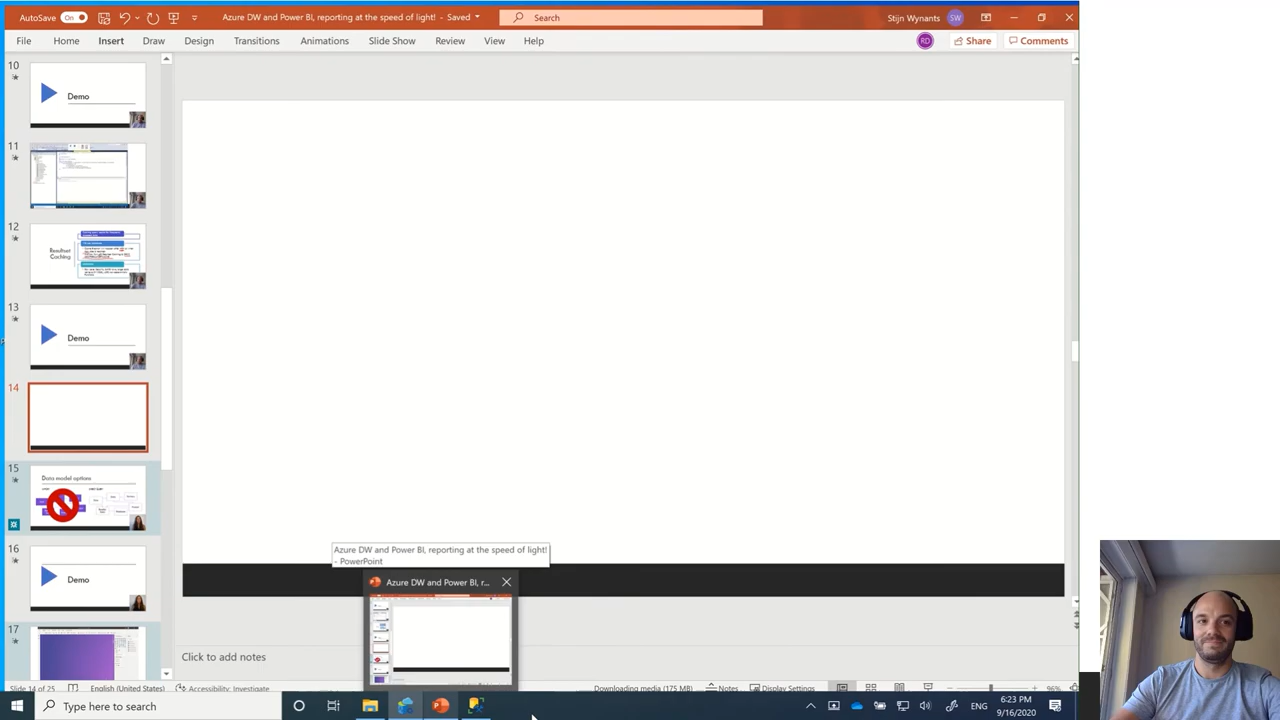 AutoSave On Azure DW and Power BI, reporting at the speed of light! - Saved Search Stijn Wynants SW
File Home Insert Draw Design Transitions Animations Slide Show Review View Help RD Share Comments
10
Demo
11
12
Resultset
Caching
13
Demo
14
15
Data model options
16
Demo
17
Azure DW and Power BI, reporting at the speed of light!
- PowerPoint
Azure DW and Power BI, r...
Click to add notes
Slide 14 of 25 English (United States) Accessibility: Investigate Downloading media (175 MB) Notes Display Settings 96%
Type here to search ENG 6:23 PM
9/16/2020